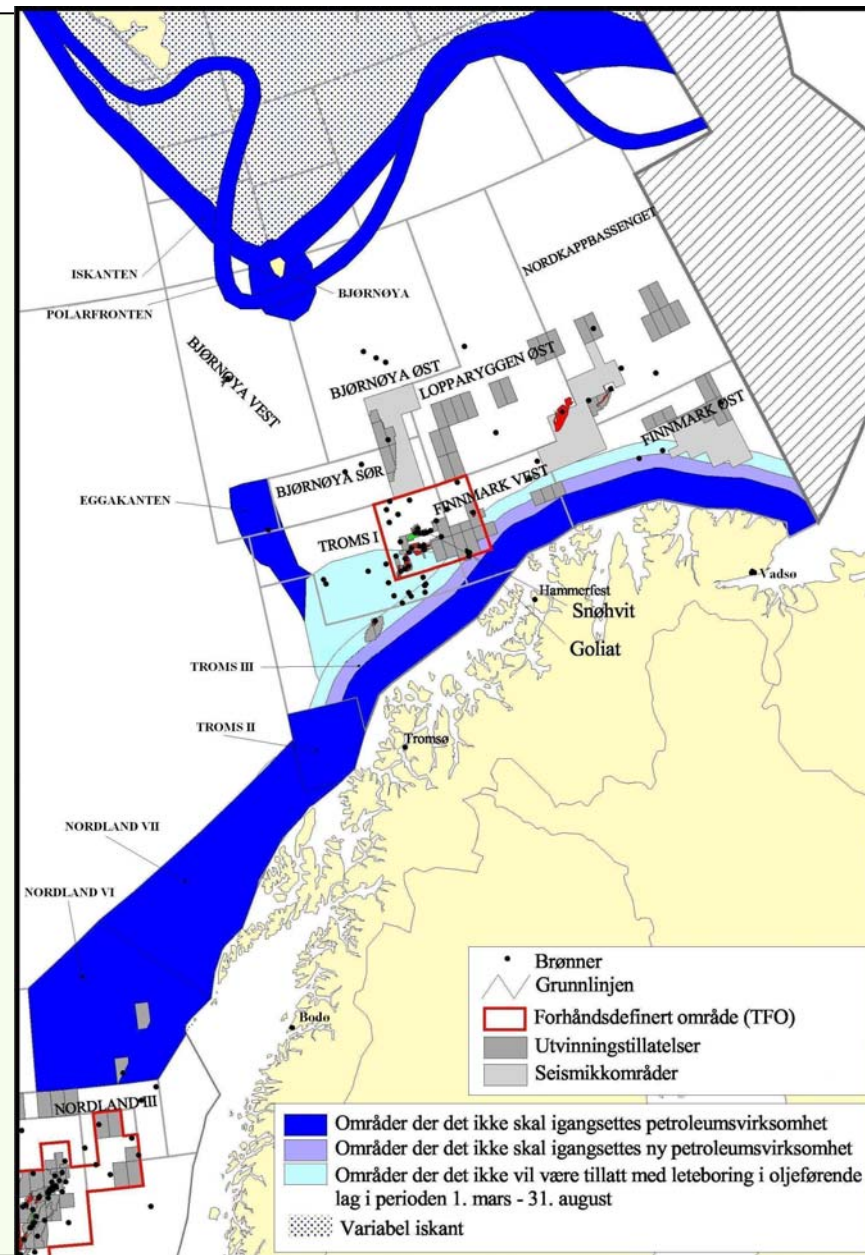 NORDKAPPBASSENGET
ISKANTEN
BJØRNØYA
POLARFRONTEN
BJØRNØYA VEST
BJØRNØYA ØST
LOPPARYGGEN ØST
FINNMARK ØST
BJØRNØYA SØR
FINNMARK VEST
EGGAKANTEN
TROMS I
Vadsø
Hammerfest
Snøhvit
Goliat
TROMS III
TROMS II
Tromsø
NORDLAND VII
NORDLAND VI
Bodø
NORDLAND III
Brønner
Grunnlinjen
Forhåndsdefinert område (TFO)
Utvinningstillatelser
Seismikkområder
Områder der det ikke skal igangsettes petroleumsvirksomhet
Områder der det ikke skal igangsettes ny petroleumsvirksomhet
Områder der det ikke vil være tillatt med leteboring i oljeførende
lag i perioden 1. mars - 31. august
Variabel iskant